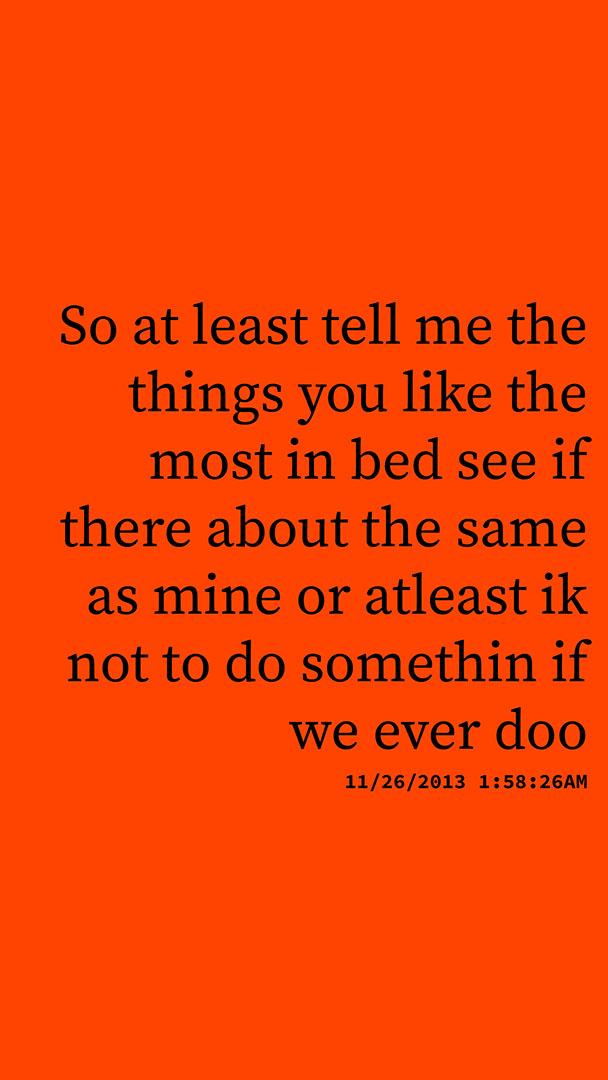 So at least tell me the
things you like the
most in bed see if
there about the same
as mine or atleast ik
not to do somethin if
we ever doo
11/26/2013 1:58:26AM